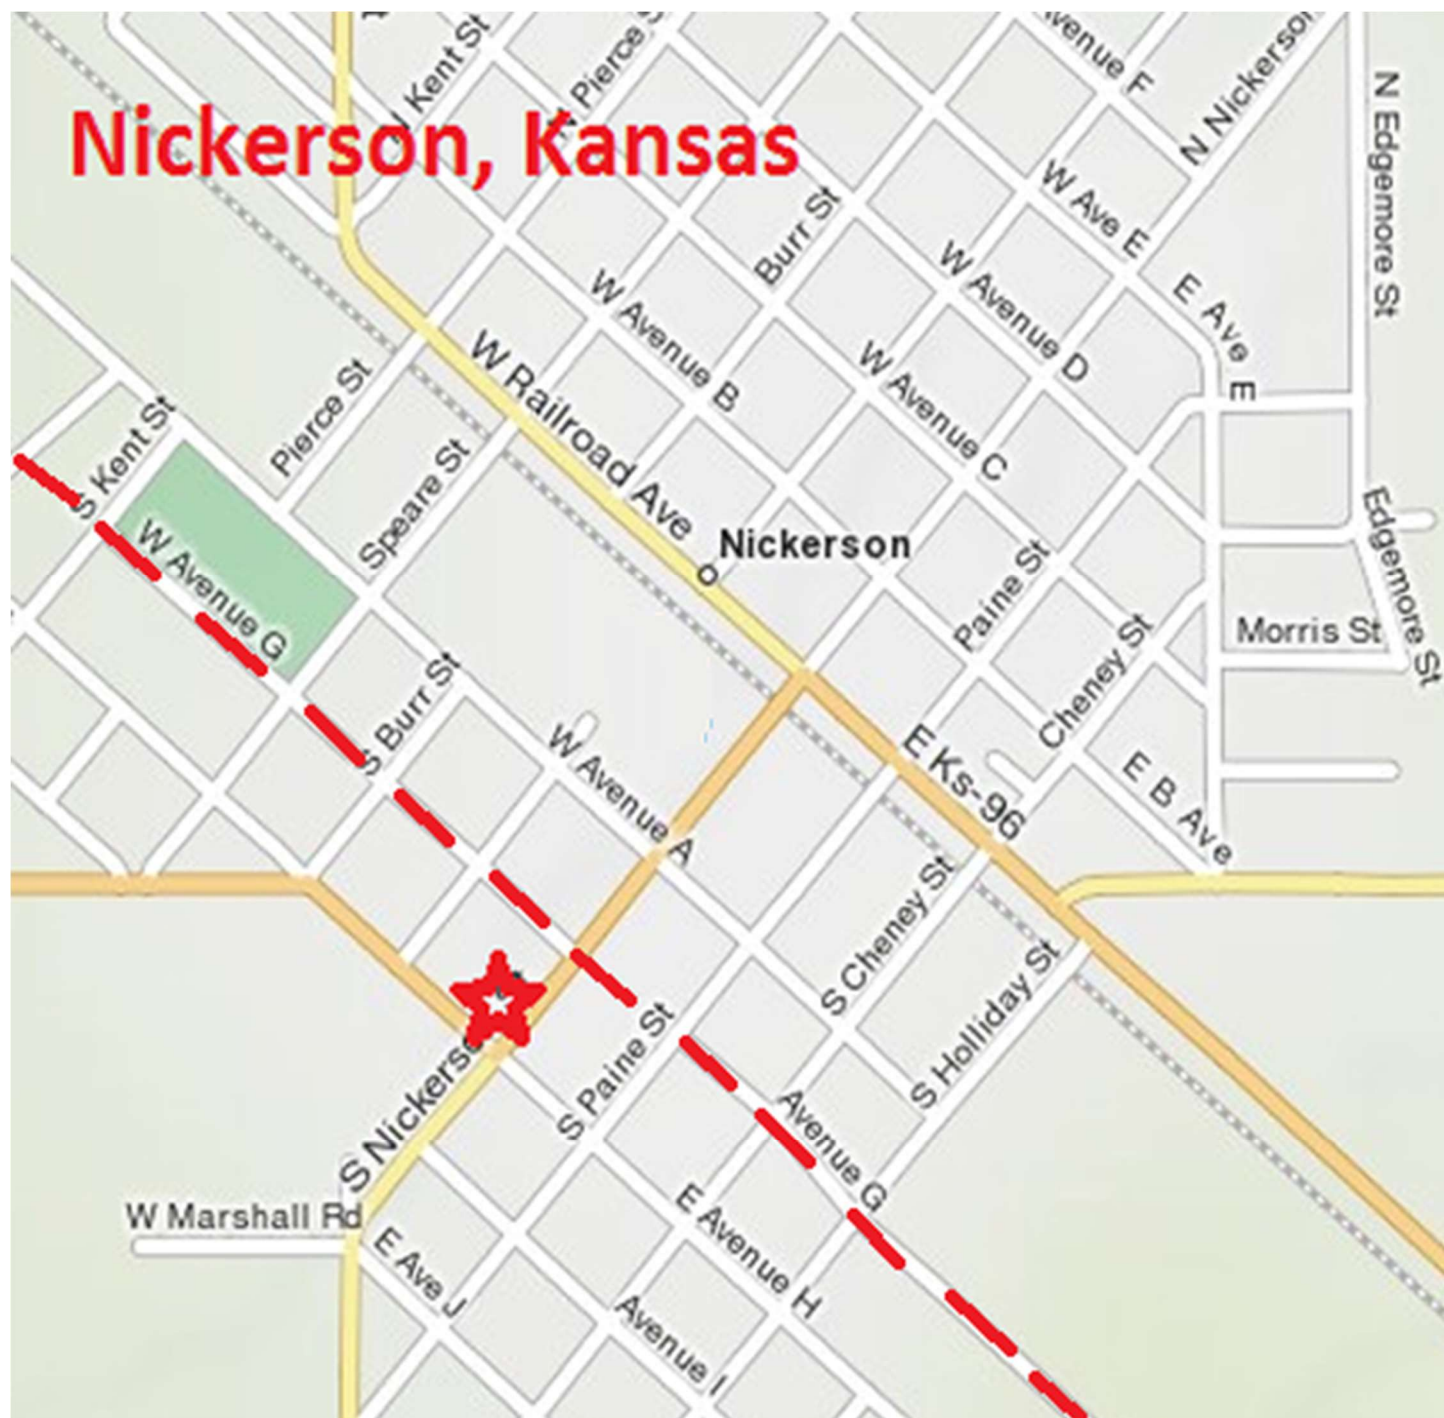 Nickerson, Kansas
N Kent St
N Pierce
Avenue F
N Nickerson
N Edgemore St
W Ave E
Burr St
W Avenue D
E Ave E
W Avenue B
W Railroad Ave
W Avenue C
Pierce St
S Kent St
Speare St
Nickerson
W Avenue G
Paine St
Edgemore St
Morris St
Cheney St
S Burr St
W Avenue A
E Ks-96
E B Ave
S Cheney St
S Holliday St
S Paine St
Avenue G
S Nickerso
W Marshall Rd
E Avenue H
E Ave J
Avenue I